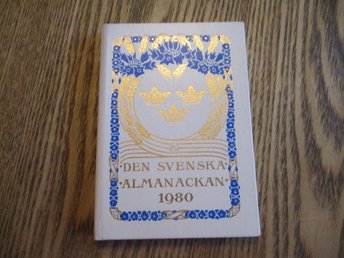 · DEN SVENSKA ·
· ALMANACKAN ·
1980